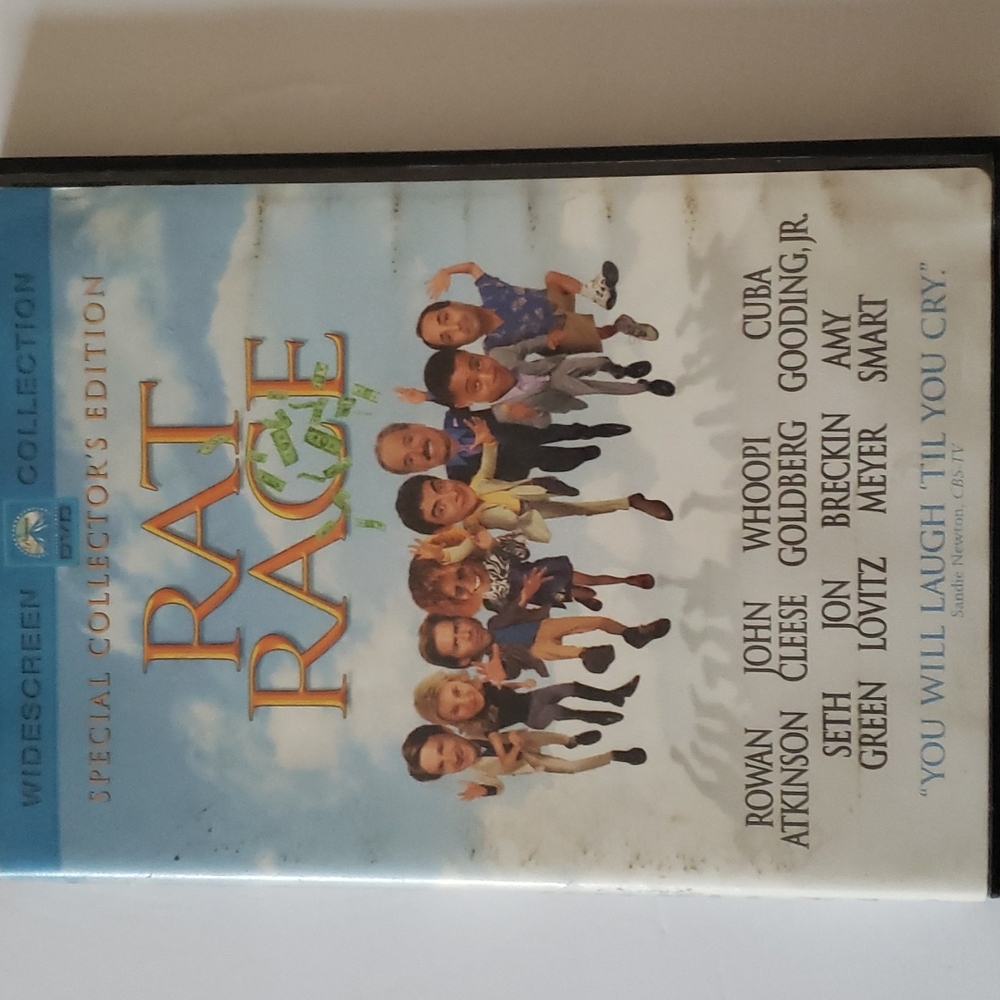 WIDESCREEN DVD COLLECTION
SPECIAL COLLECTOR'S EDITION
RAT
RACE
ROWAN JOHN WHOOPI CUBA
ATKINSON CLEESE GOLDBERG GOODING, JR.
SETH JON BRECKIN AMY
GREEN LOVITZ MEYER SMART
"YOU WILL LAUGH 'TIL YOU CRY."
Sandie Newton, CBS-TV